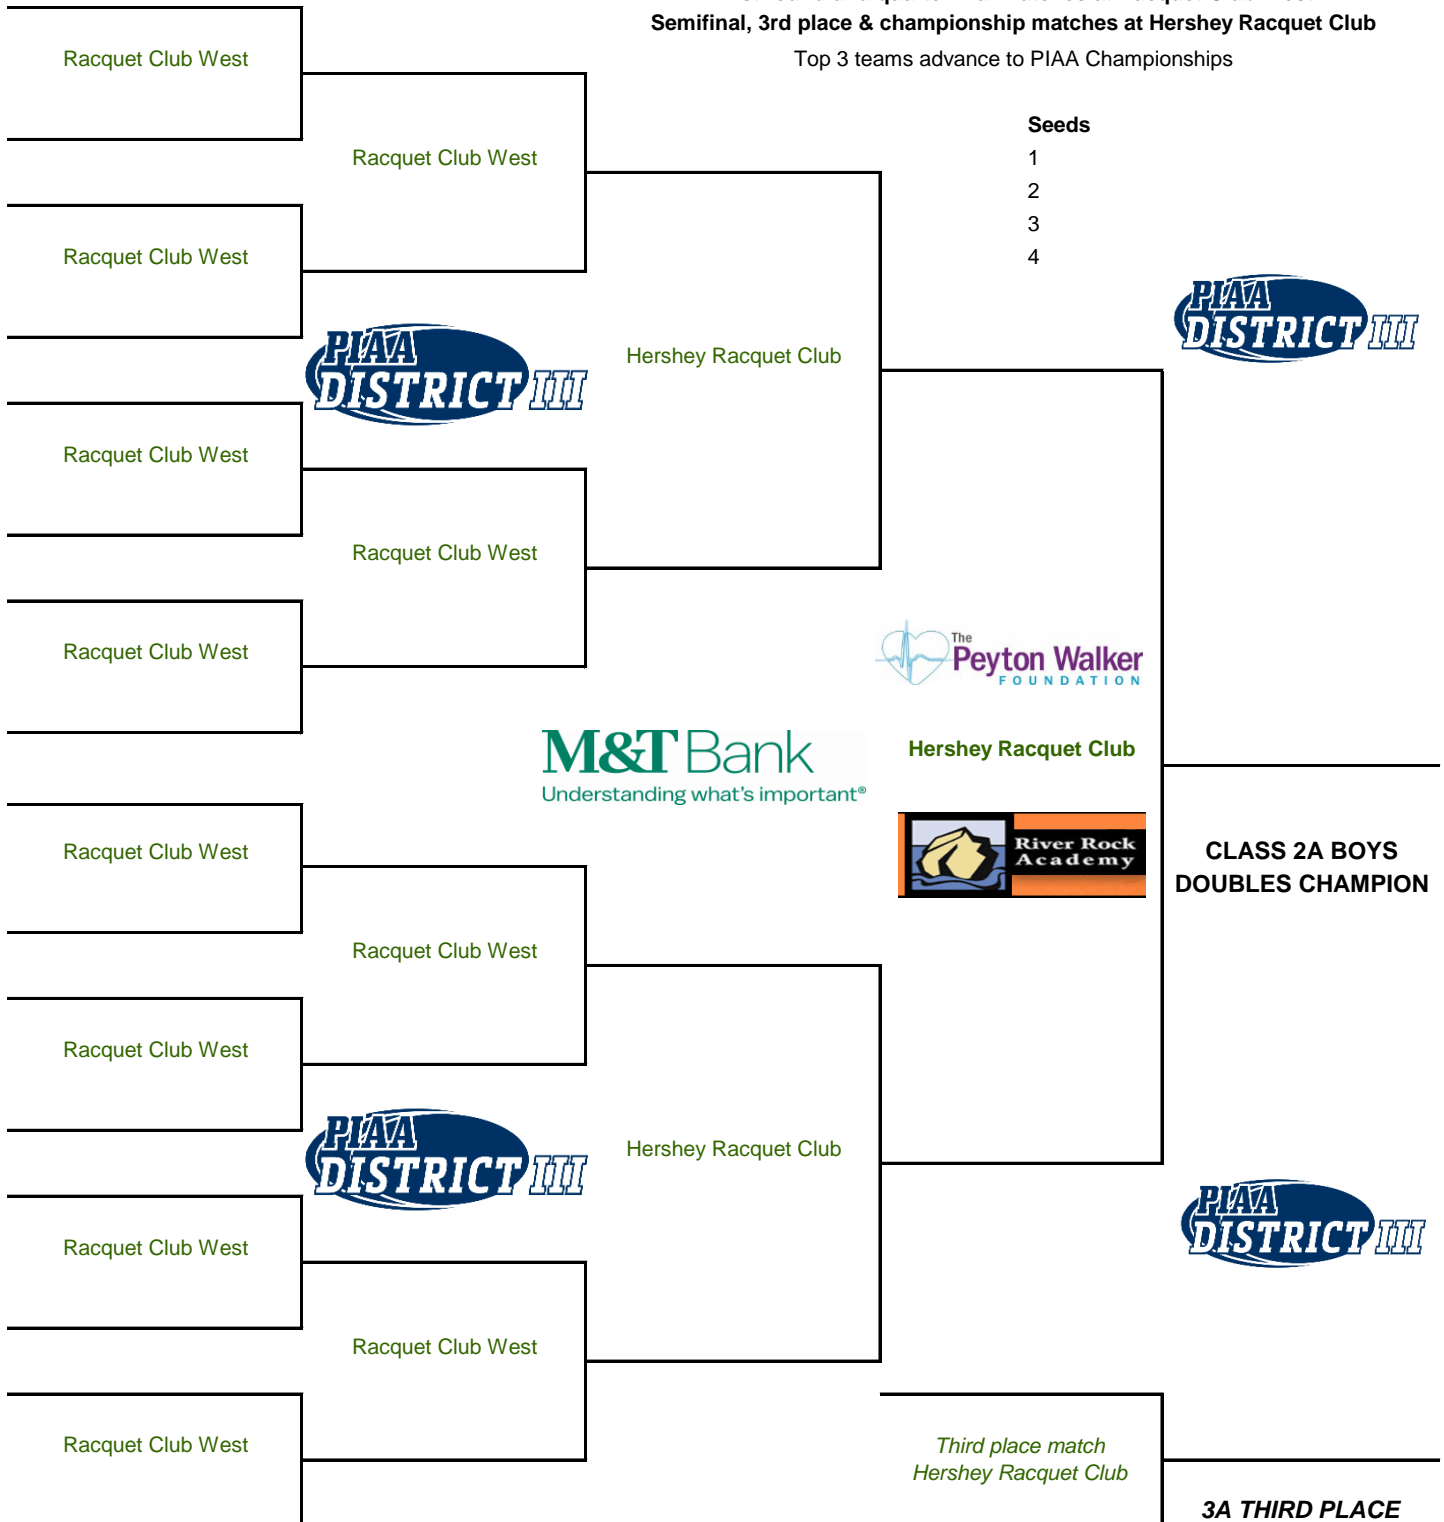 Semifinal, 3rd place & championship matches at Hershey Racquet Club
Top 3 teams advance to PIAA Championships
Racquet Club West
Seeds
1
2
3
4
Racquet Club West
Racquet Club West
PIAA
DISTRICT III
PIAA
DISTRICT III
Hershey Racquet Club
Racquet Club West
Racquet Club West
Racquet Club West
The
Peyton Walker
FOUNDATION
M&T Bank
Understanding what's important®
Hershey Racquet Club
River Rock
Academy
CLASS 2A BOYS
DOUBLES CHAMPION
Racquet Club West
Racquet Club West
Racquet Club West
PIAA
DISTRICT III
Hershey Racquet Club
PIAA
DISTRICT III
Racquet Club West
Racquet Club West
Racquet Club West
Third place match
Hershey Racquet Club
3A THIRD PLACE